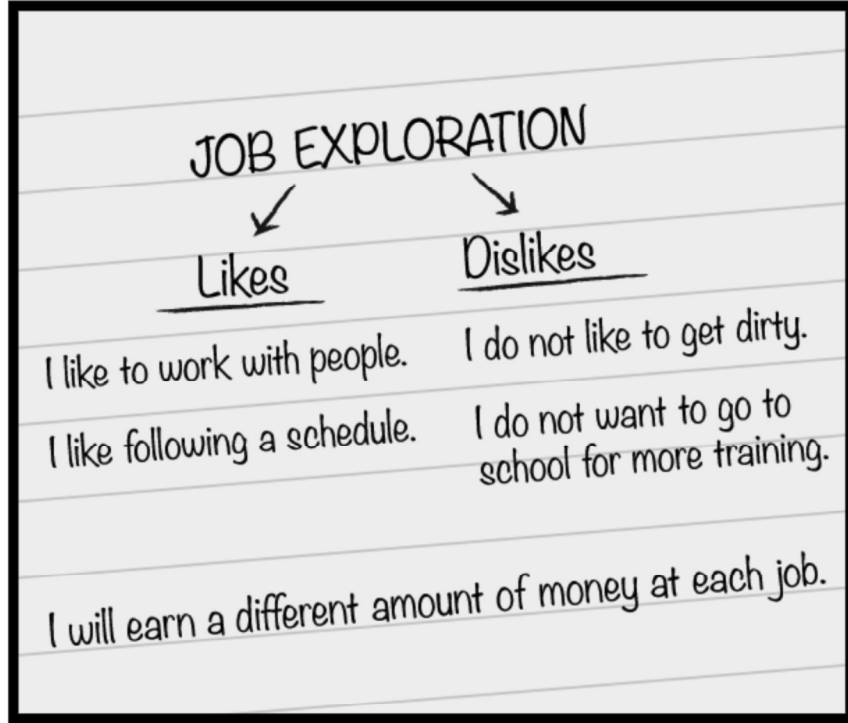 JOB EXPLORATION
Likes
Dislikes
I like to work with people.
I like following a schedule.
I do not like to get dirty.
I do not want to go to
school for more training.
I will earn a different amount of money at each job.